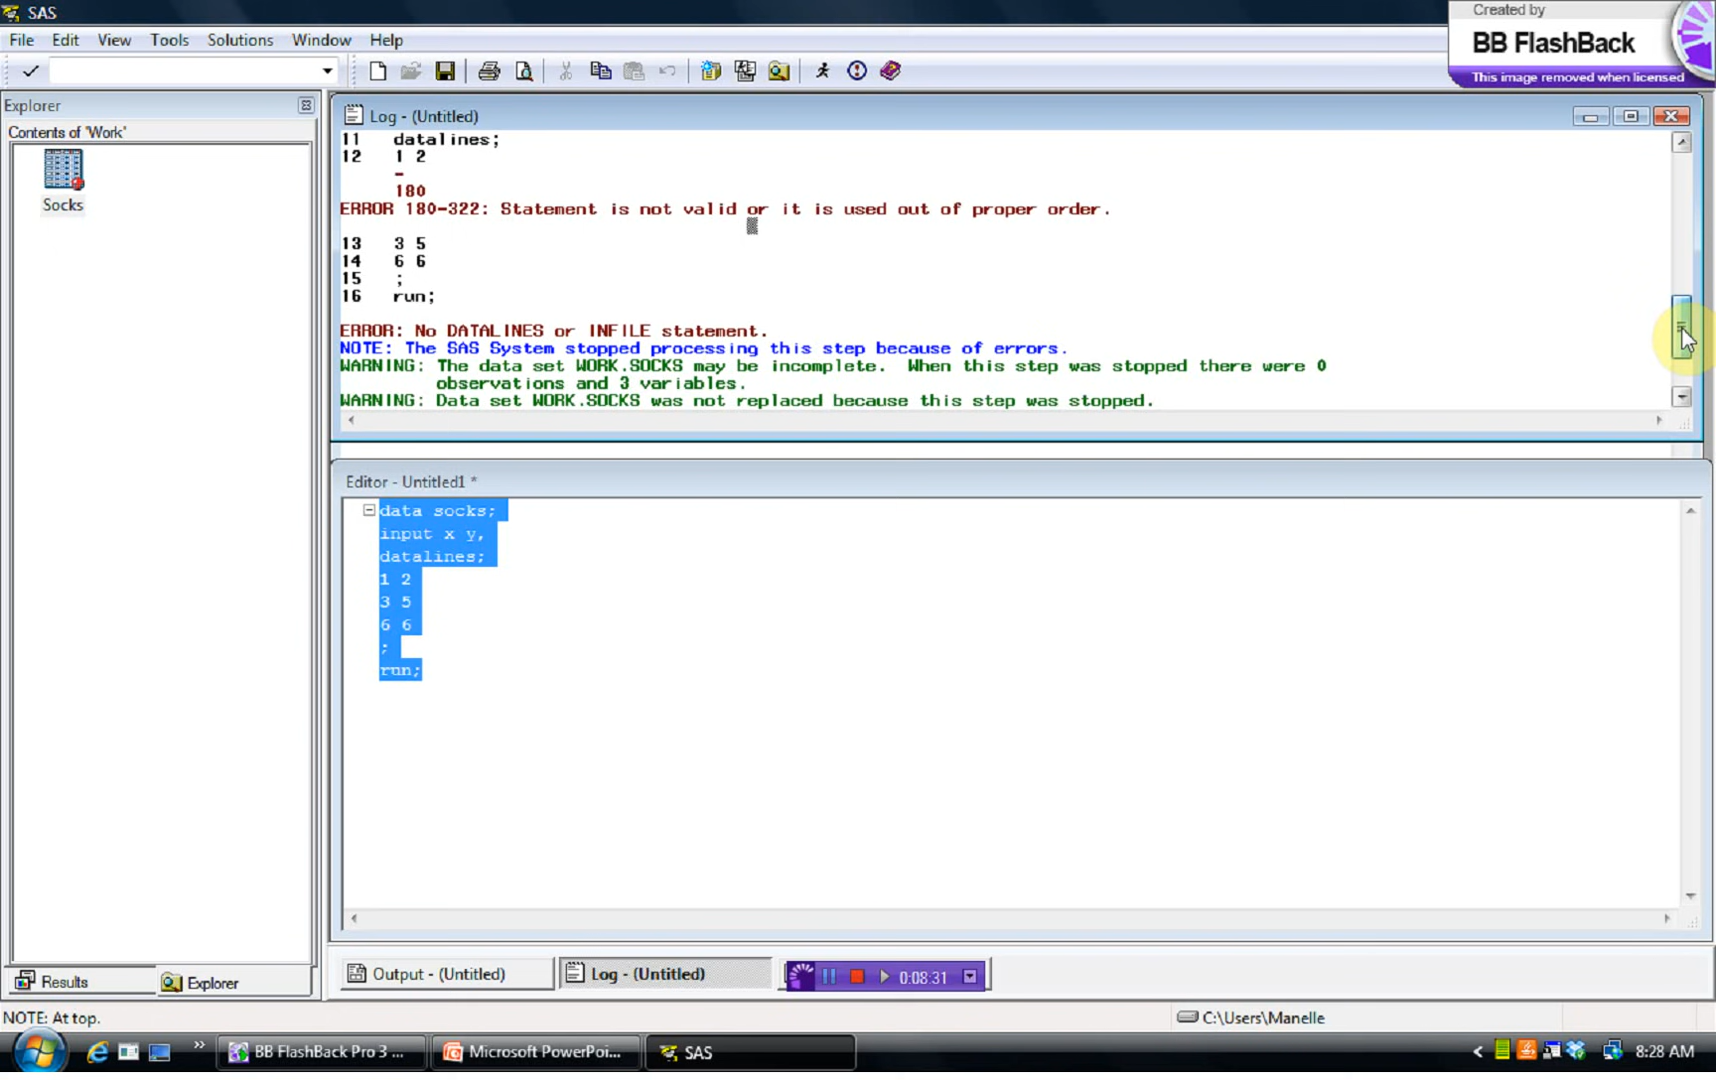 SAS
Created by
BB FlashBack
This image removed when licensed
File Edit View Tools Solutions Window Help
Explorer
Contents of 'Work'
Socks
Log - (Untitled)
11 datalines;
12 1 2
-
180
ERROR 180-322: Statement is not valid or it is used out of proper order.
13 3 5
14 6 6
15 ;
16 run;
ERROR: No DATALINES or INFILE statement.
NOTE: The SAS System stopped processing this step because of errors.
WARNING: The data set WORK.SOCKS may be incomplete. When this step was stopped there were 0
observations and 3 variables.
WARNING: Data set WORK.SOCKS was not replaced because this step was stopped.
Editor - Untitled1 *
data socks;
input x y,
datalines;
1 2
3 5
6 6
;
run;
Results Explorer
Output - (Untitled) Log - (Untitled) 0:08:31
NOTE: At top.
C:\Users\Manelle
BB FlashBack Pro 3 ... Microsoft PowerPoi... SAS
8:28 AM